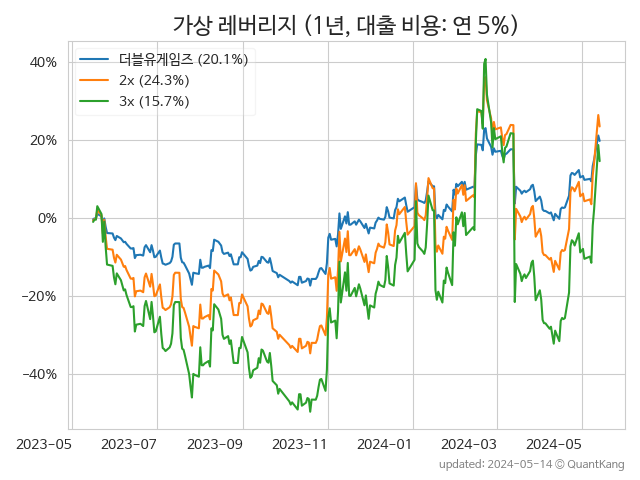 가상 레버리지 (1년, 대출 비용: 연 5%)
더블유게임즈 (20.1%)
2x (24.3%)
3x (15.7%)
40%
20%
0%
−20%
−40%
2023-05 2023-07 2023-09 2023-11 2024-01 2024-03 2024-05
updated: 2024-05-14 © QuantKang